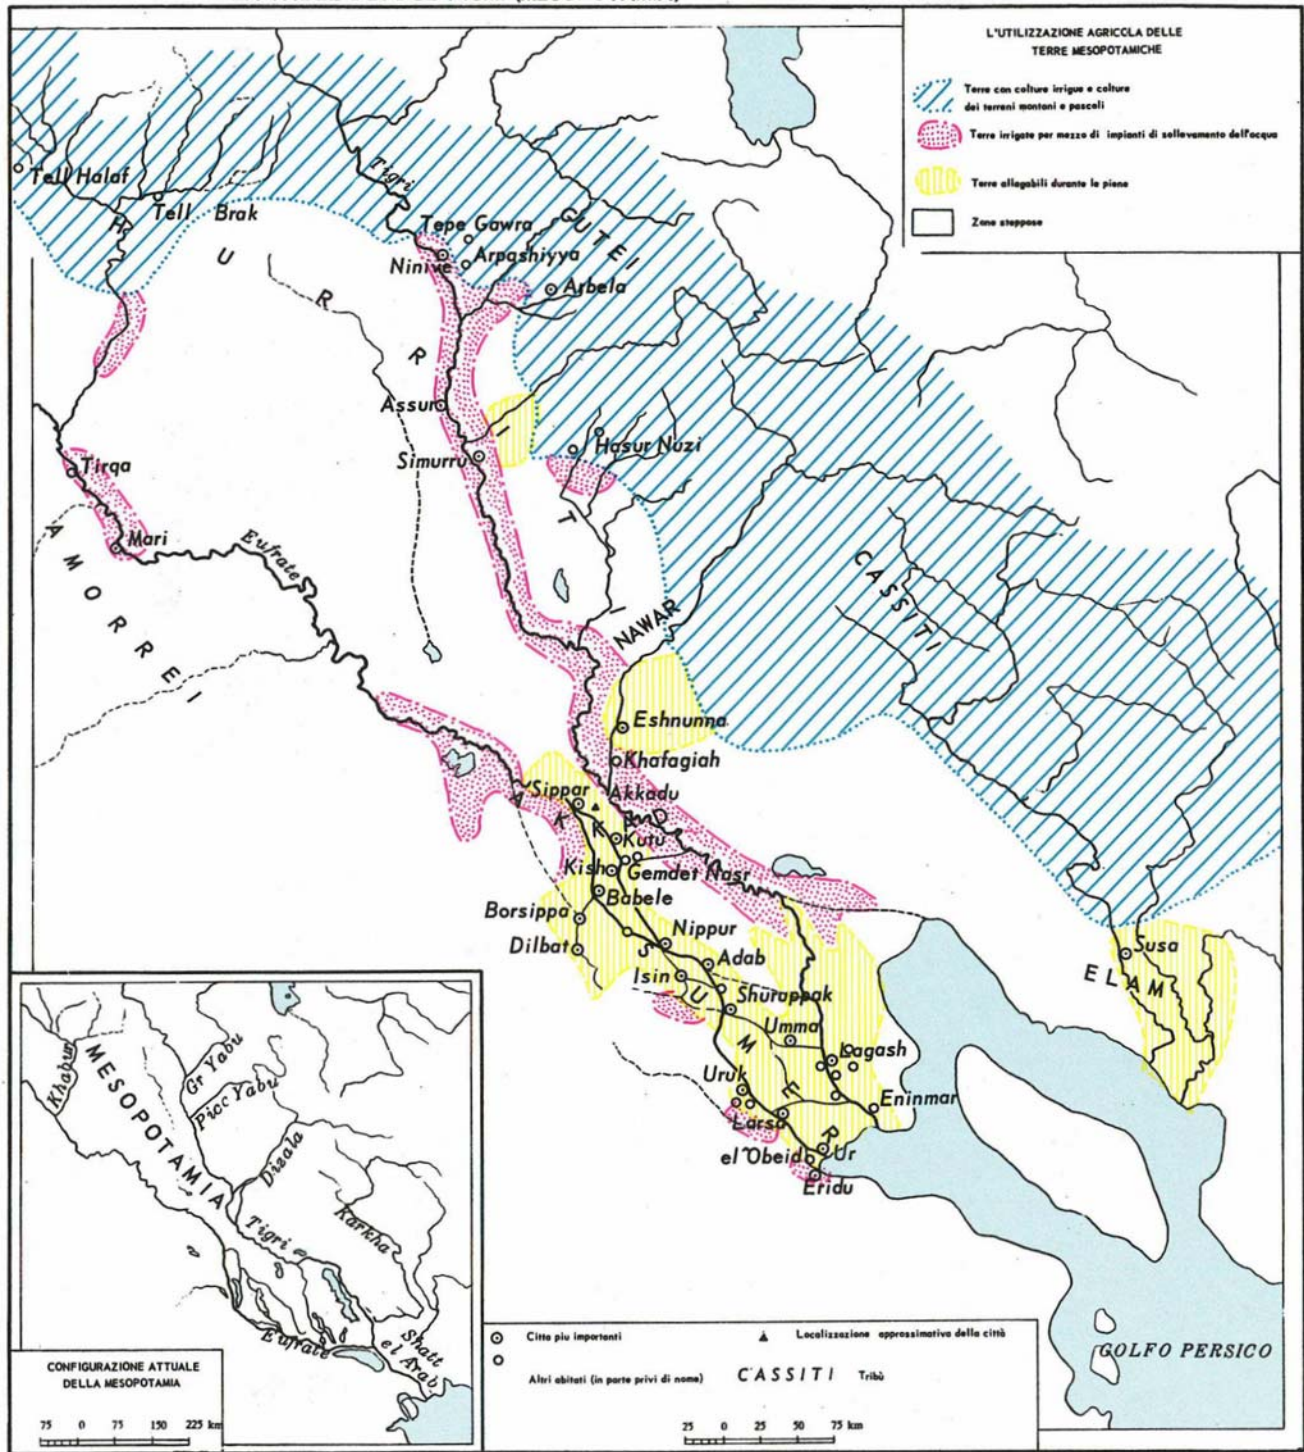 L'UTILIZZAZIONE AGRICOLA DELLE
TERRE MESOPOTAMICHE
Terre con colture irrigue e colture
dei terreni montani e pascoli
Terre irrigate per mezzo di impianti di sollevamento dell'acqua
Terre allagabili durante le piene
Zone steppose
Tell Halaf
Tell Brak
Tigri
GUTEI
Tepe Gawra
Ninive
Arpashiyya
Arbela
HURRITI
Assur
Simurru
Hasur Nuzi
Tirqa
Mari
Eufrate
AMORREI
NAWAR
CASSITI
Eshnunna
Khafagiah
Sippar
Akkadu
AKKAD
Kutu
Kish
Gemdet Nasr
Babele
Borsippa
Dilbat
Nippur
Adab
Isin
SUMER
Shuruppak
Umma
Lagash
Uruk
Larsa
Eninmar
el'Obeid
Ur
Eridu
Susa
ELAM
GOLFO PERSICO
MESOPOTAMIA
Khabur
Gr Yabu
Picc Yabu
Dizala
Tigri
Karkha
Eufrate
Shatt
el Arab
CONFIGURAZIONE ATTUALE
DELLA MESOPOTAMIA
75 0 75 150 225 km
Citta piu importanti
Localizzazione approssimativa della città
Altri abitati (in parte privi di nome)
CASSITI Tribù
25 0 25 50 75 km